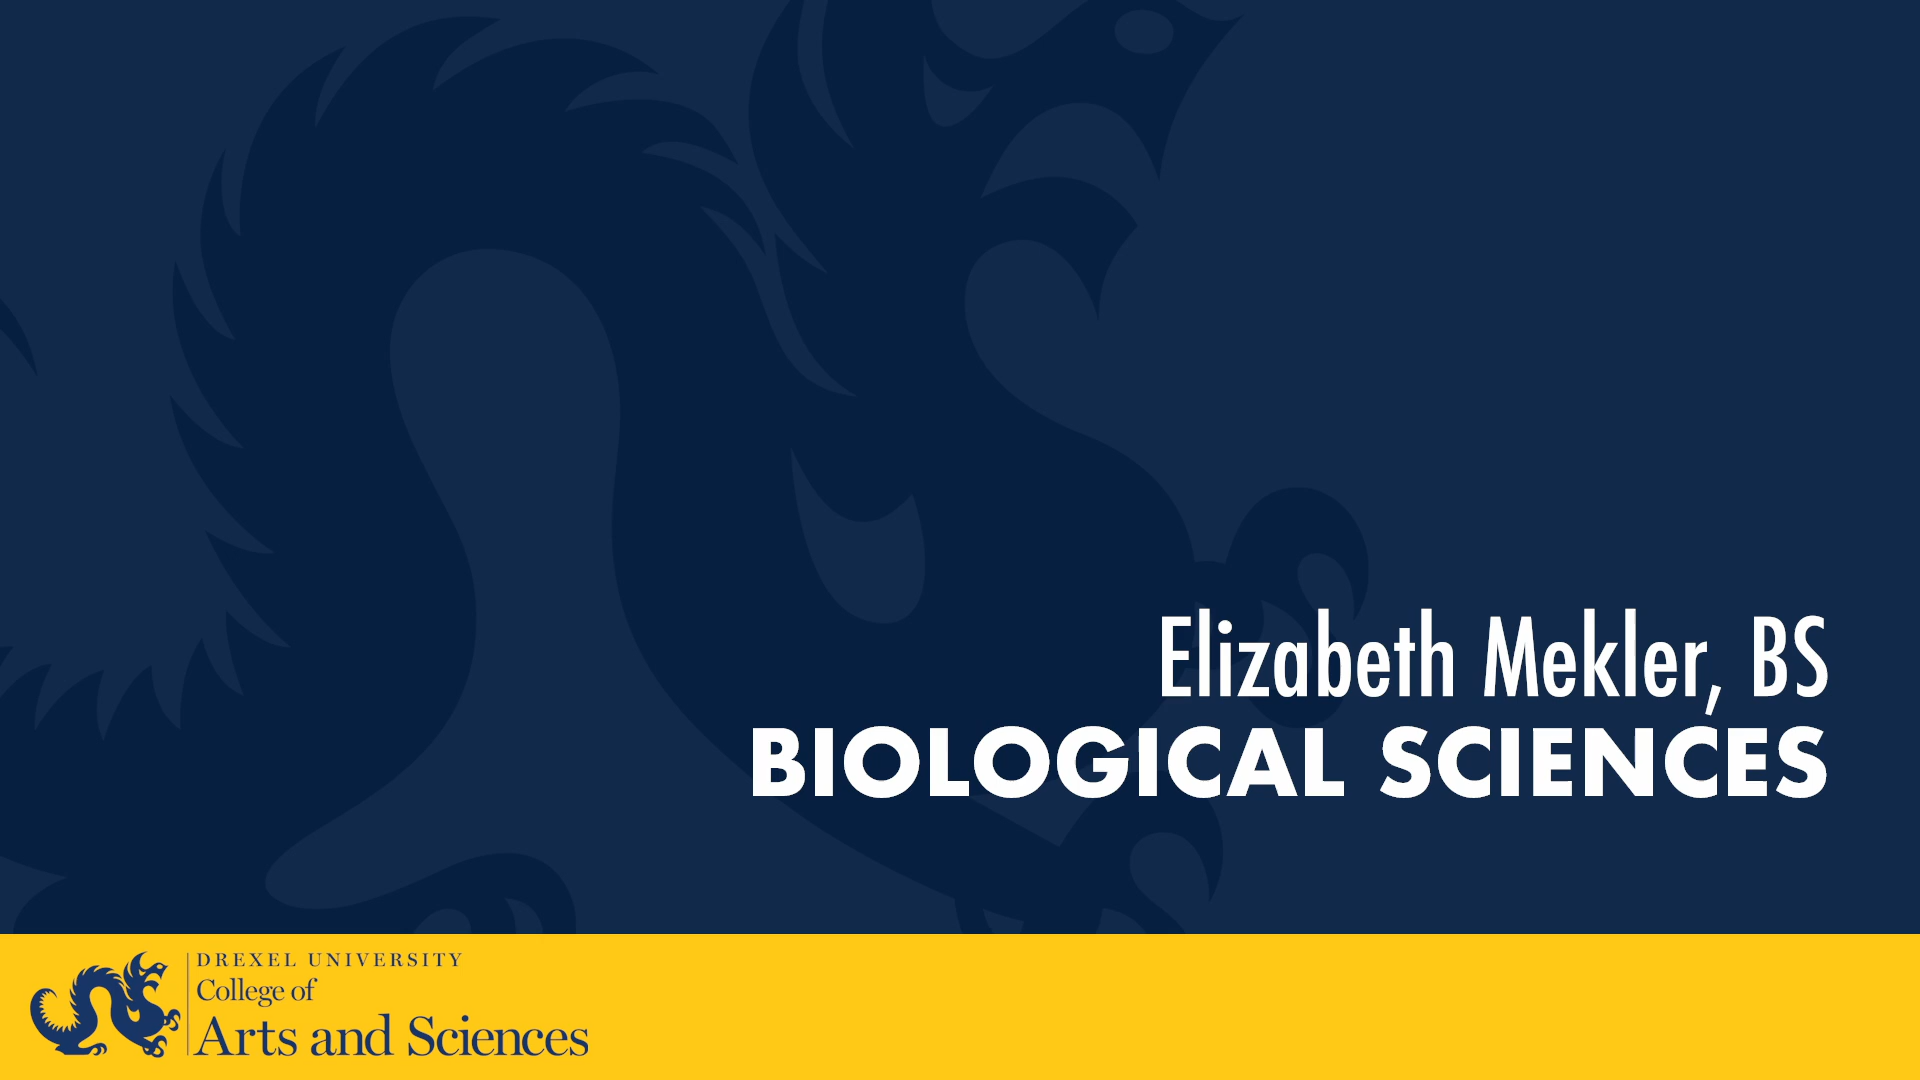 Elizabeth Mekler, BS
BIOLOGICAL SCIENCES
DREXEL UNIVERSITY
College of
Arts and Sciences